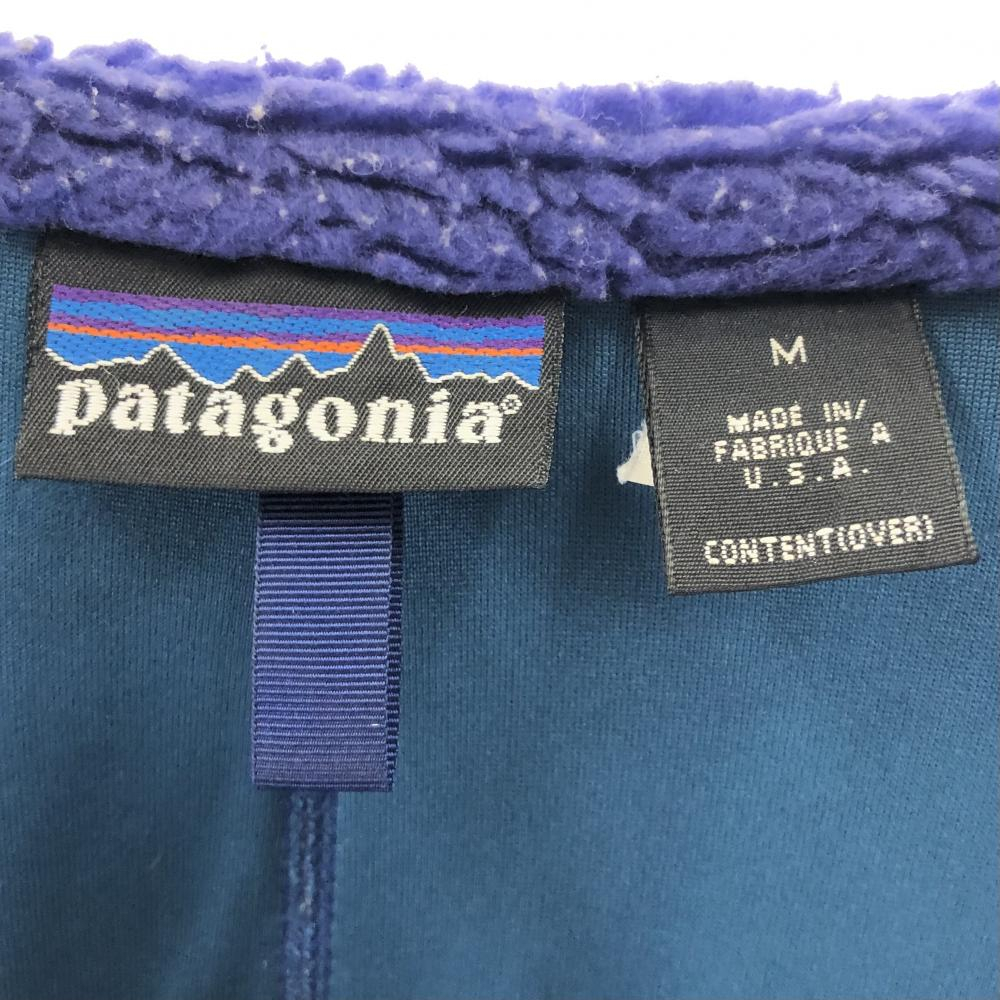 patagonia®
M
MADE IN/
FABRIQUE A
U.S.A.
CONTENT(OVER)